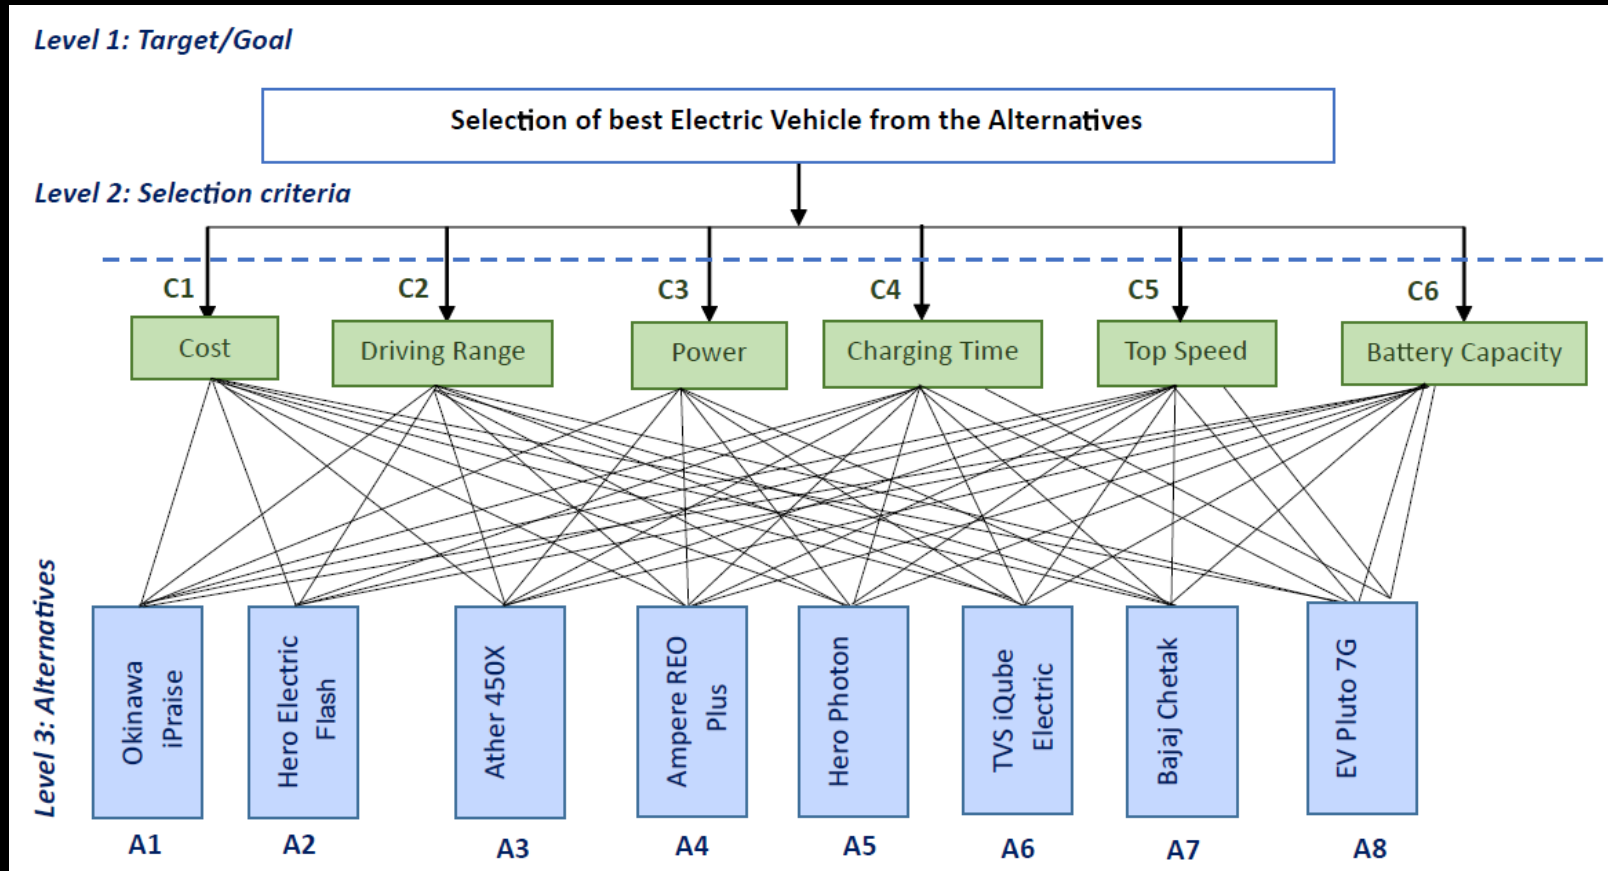 Level 1: Target/Goal
Selection of best Electric Vehicle from the Alternatives
Level 2: Selection criteria
C1
C2
C3
C4
C5
C6
Cost
Driving Range
Power
Charging Time
Top Speed
Battery Capacity
Level 3: Alternatives
Okinawa
iPraise
Hero Electric
Flash
Ather 450X
Ampere REO
Plus
Hero Photon
TVS iQube
Electric
Bajaj Chetak
EV Pluto 7G
A1
A2
A3
A4
A5
A6
A7
A8